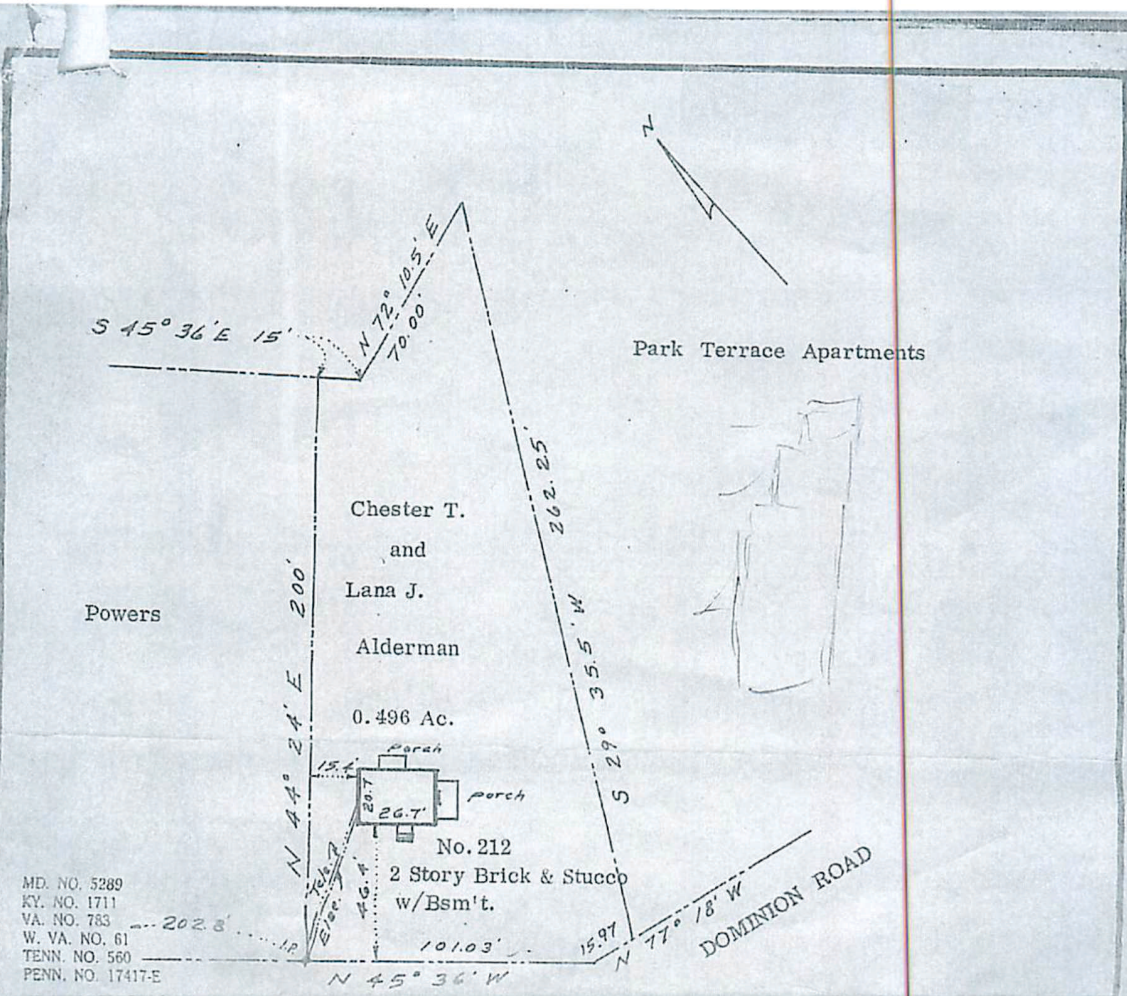 N
N 72° 10.5' E
70.00'
S 45° 36' E 15'
Park Terrace Apartments
262.25'
S 29° 35.5' W
Chester T.
and
Lana J.
Alderman
0.496 Ac.
200'
N 44° 24' E
Powers
porch
15.4'
20.7'
26.7'
porch
No. 212
2 Story Brick & Stucco
w/Bsm't.
46.4'
Tele. &
Elec.
MD. NO. 5289
KY. NO. 1711
VA. NO. 783
W. VA. NO. 61
TENN. NO. 560
PENN. NO. 17417-E
202.8'
I.P.
101.03'
15.97
N 45° 36' W
N 77° 18' W
DOMINION ROAD